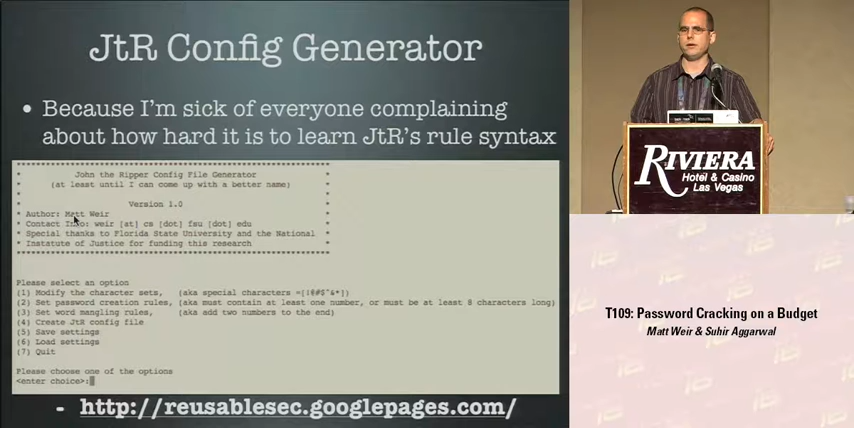 JtR Config Generator
• Because I'm sick of everyone complaining
about how hard it is to learn JtR's rule syntax
John the Ripper Config File Generator
(at least until I can come up with a better name)
Version 1.0
* Author: Matt Weir
* Contact Info: weir [at] cs [dot] fsu [dot] edu
* Special thanks to Florida State University and the National
* Instatute of Justice for funding this research
Please select an option
(1) Modify the character sets, (aka special characters =[!@#$^&*])
(2) Set password creation rules, (aka must contain at least one number, or must be at least 8 characters long)
(3) Set word mangling rules, (aka add two numbers to the end)
(4) Create JtR config file
(5) Save settings
(6) Load settings
(7) Quit
Please choose one of the options
<enter choice>:
- http://reusablesec.googlepages.com/
RIVIERA
Hotel & Casino
Las Vegas
T109: Password Cracking on a Budget
Matt Weir & Suhir Aggarwal